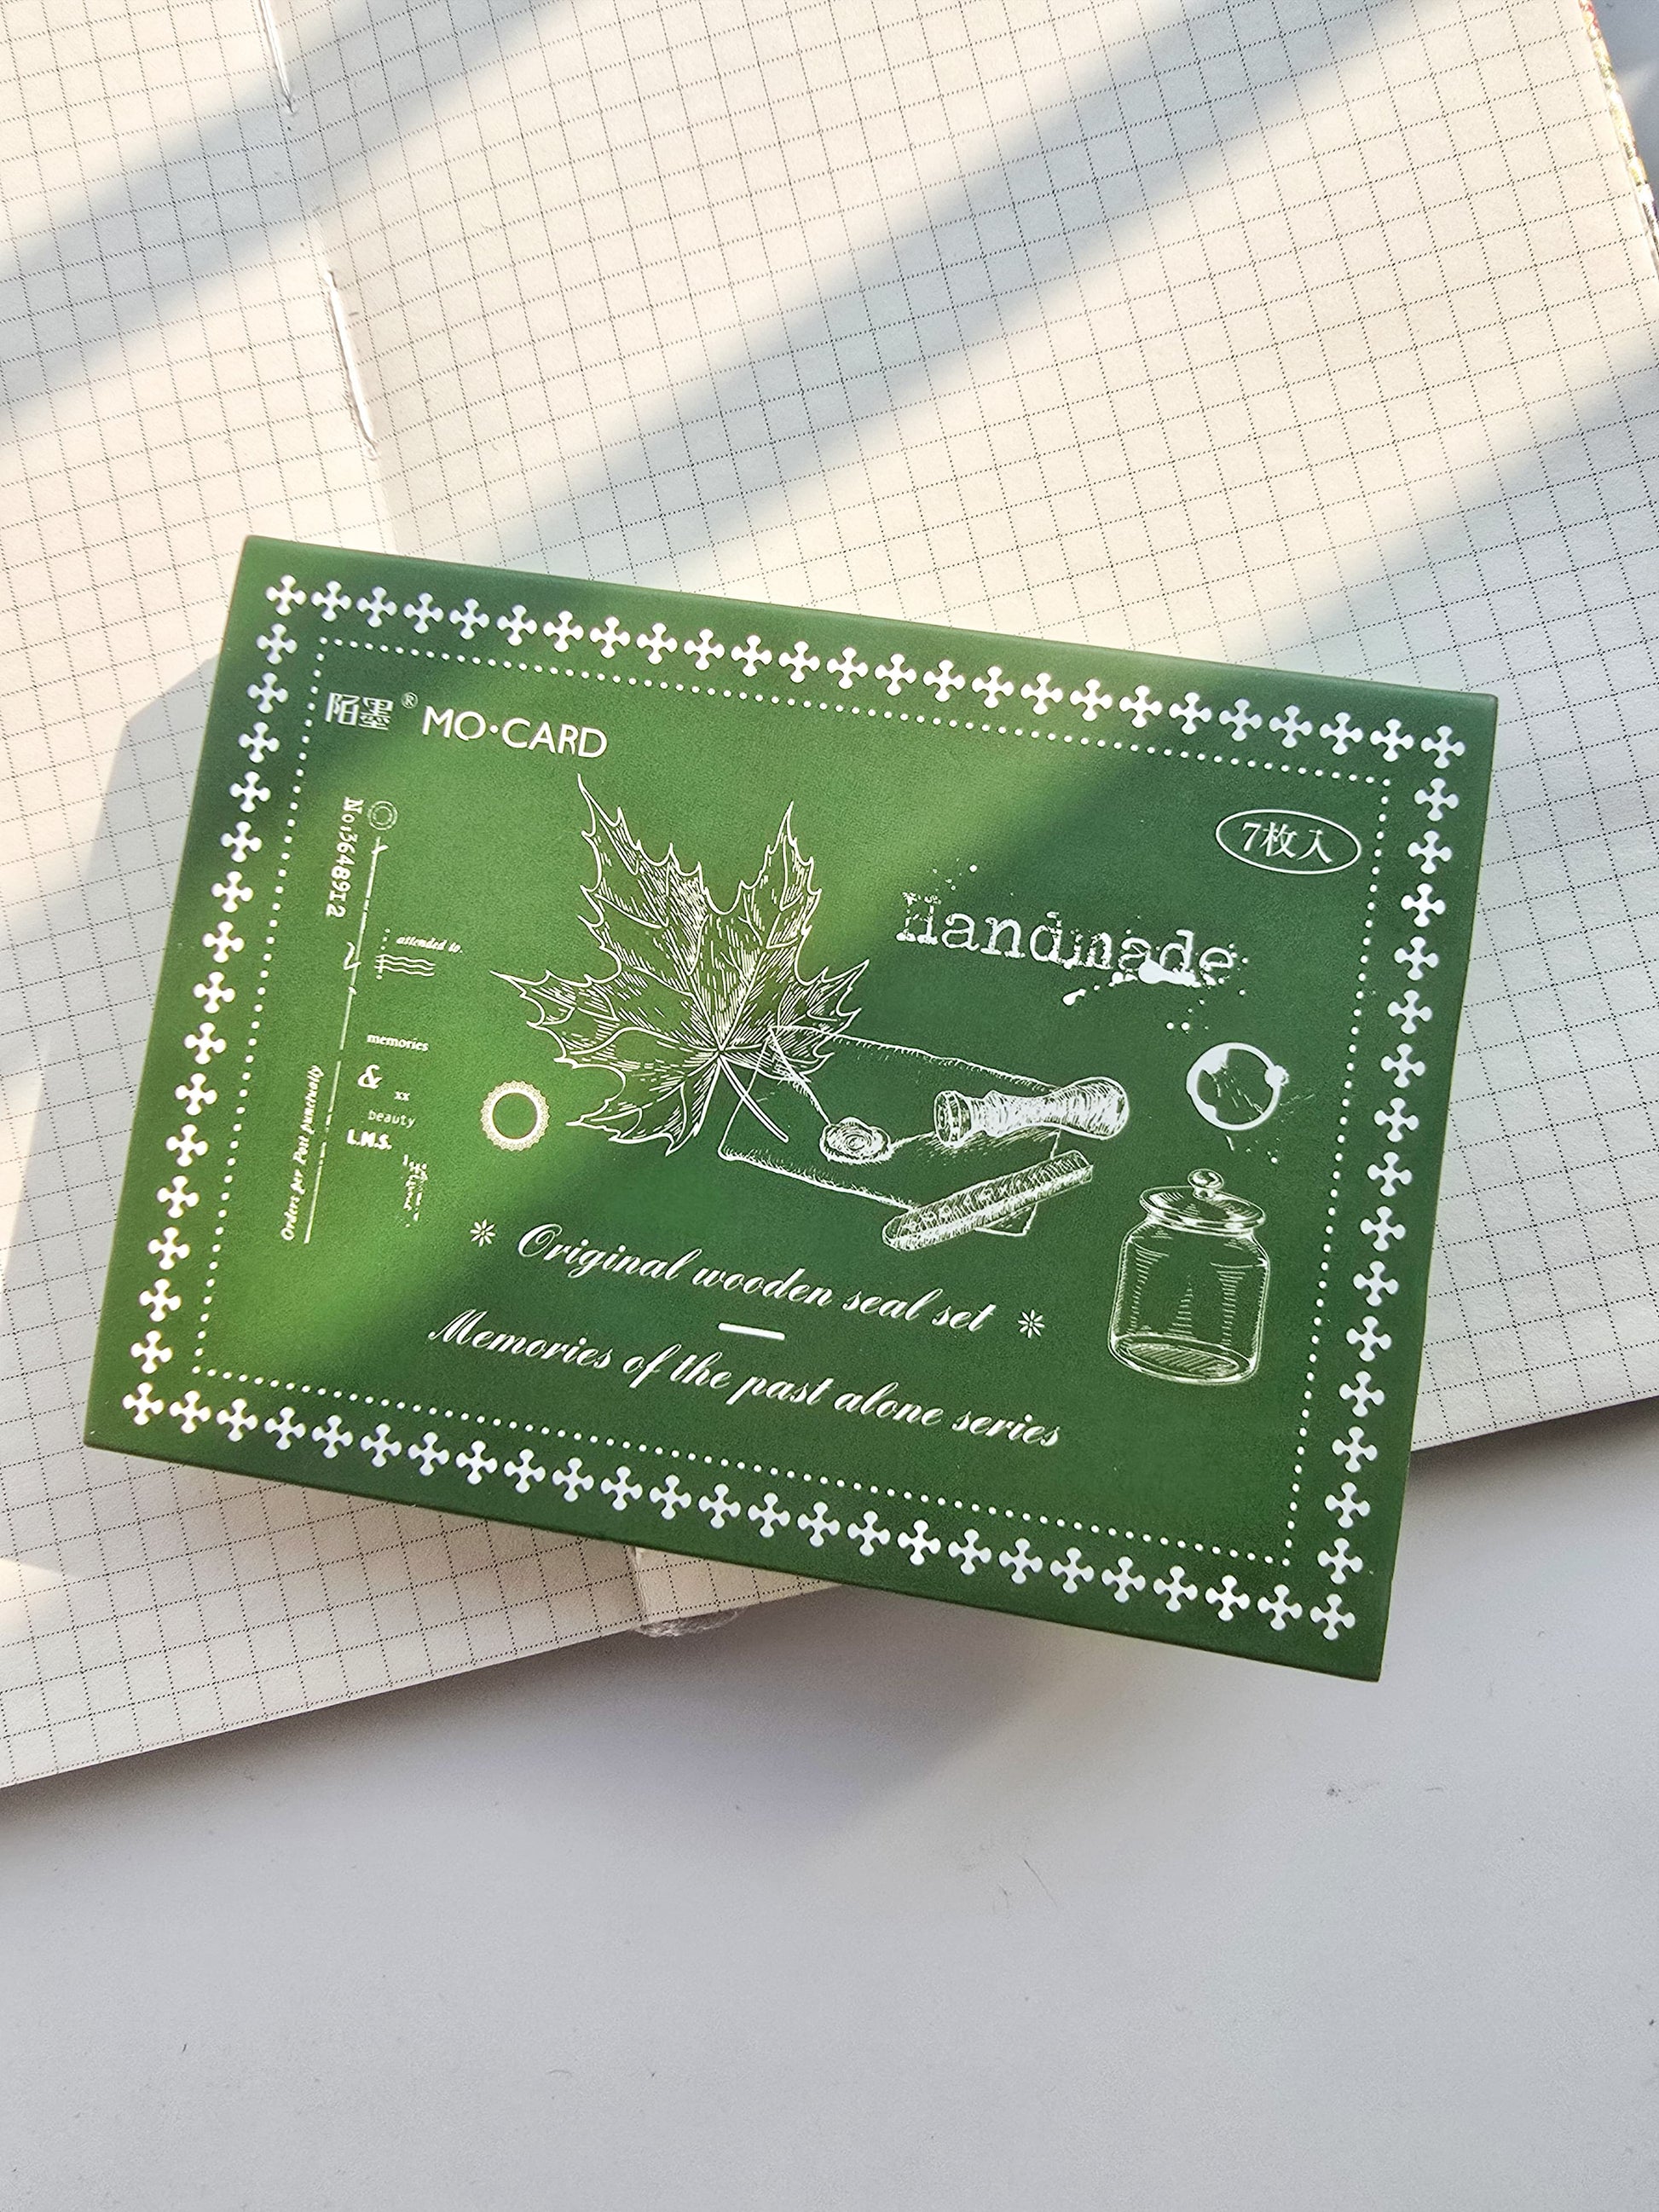 陌墨® MO·CARD
7枚入
No:3648912
attended to.
Handmade
memories
&
xx
beauty
L.N.S.
Orders per Post punctually
Original wooden seal set
Memories of the past alone series